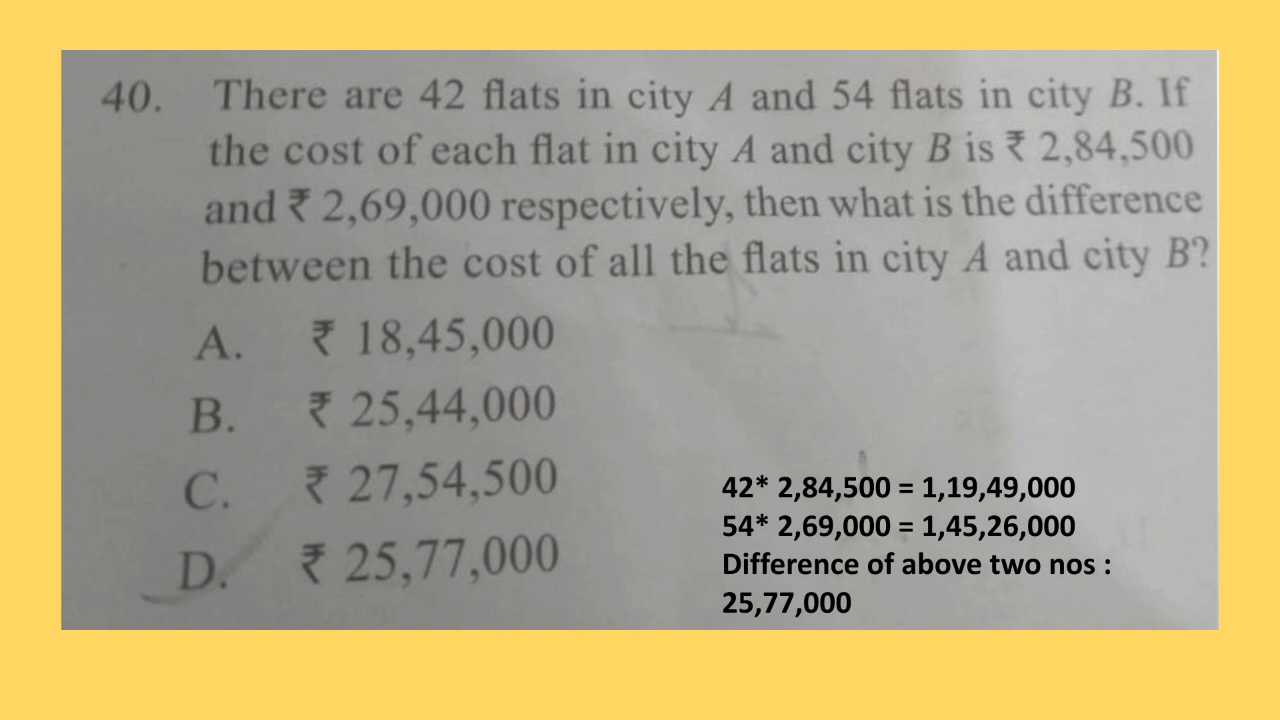 40. There are 42 flats in city A and 54 flats in city B. If
the cost of each flat in city A and city B is ₹ 2,84,500
and ₹ 2,69,000 respectively, then what is the difference
between the cost of all the flats in city A and city B?
A. ₹ 18,45,000
B. ₹ 25,44,000
C. ₹ 27,54,500
D. ₹ 25,77,000
42* 2,84,500 = 1,19,49,000
54* 2,69,000 = 1,45,26,000
Difference of above two nos :
25,77,000